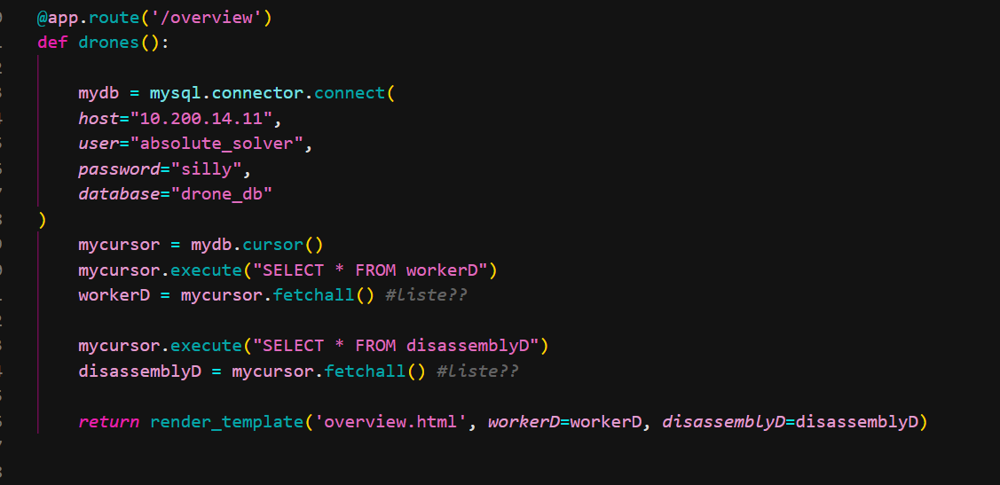 @app.route('/overview')
def drones():
mydb = mysql.connector.connect(
host="10.200.14.11",
user="absolute_solver",
password="silly",
database="drone_db"
)
mycursor = mydb.cursor()
mycursor.execute("SELECT * FROM workerD")
workerD = mycursor.fetchall() #liste??
mycursor.execute("SELECT * FROM disassemblyD")
disassemblyD = mycursor.fetchall() #liste??
return render_template('overview.html', workerD=workerD, disassemblyD=disassemblyD)